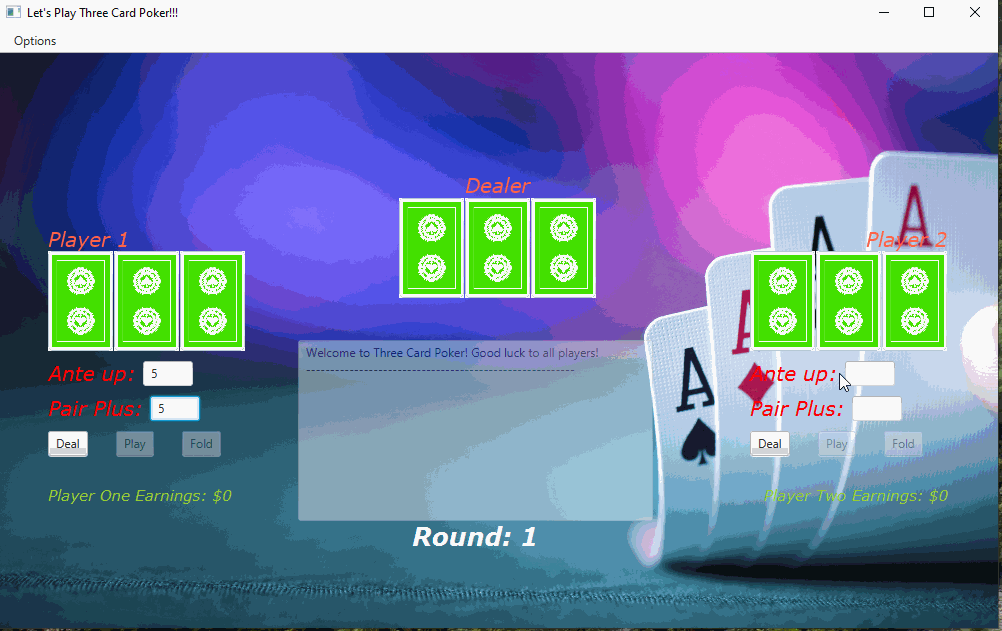 Let's Play Three Card Poker!!!
Options
Dealer
Player 1
Player 2
Welcome to Three Card Poker! Good luck to all players!
Ante up: 5
Ante up:
Pair Plus: 5
Pair Plus:
Deal Play Fold
Deal Play Fold
Player One Earnings: $0
Player Two Earnings: $0
Round: 1
A
A
A
A